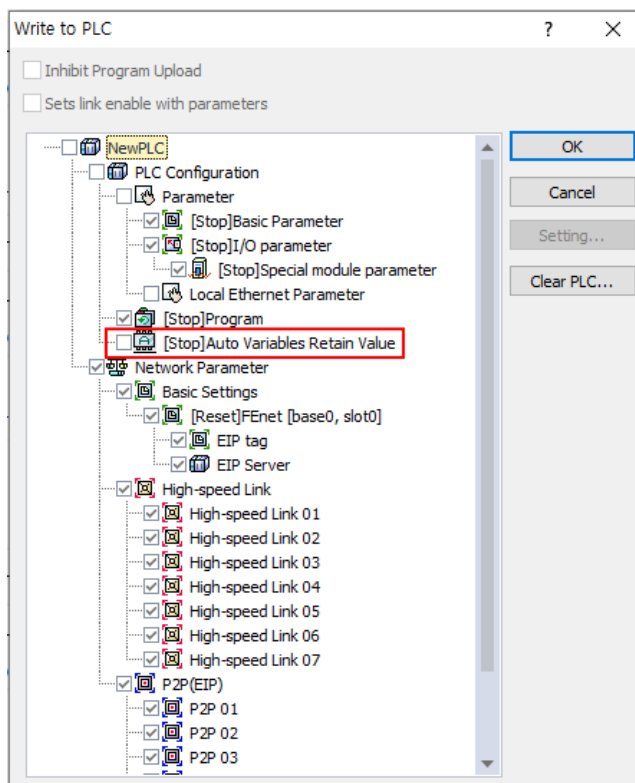 Write to PLC
?
Inhibit Program Upload
Sets link enable with parameters
NewPLC
OK
PLC Configuration
Cancel
Parameter
[Stop]Basic Parameter
Setting...
[Stop]I/O parameter
[Stop]Special module parameter
Clear PLC...
Local Ethernet Parameter
[Stop]Program
[Stop]Auto Variables Retain Value
Network Parameter
Basic Settings
[Reset]FEnet [base0, slot0]
EIP tag
EIP Server
High-speed Link
High-speed Link 01
High-speed Link 02
High-speed Link 03
High-speed Link 04
High-speed Link 05
High-speed Link 06
High-speed Link 07
P2P(EIP)
P2P 01
P2P 02
P2P 03